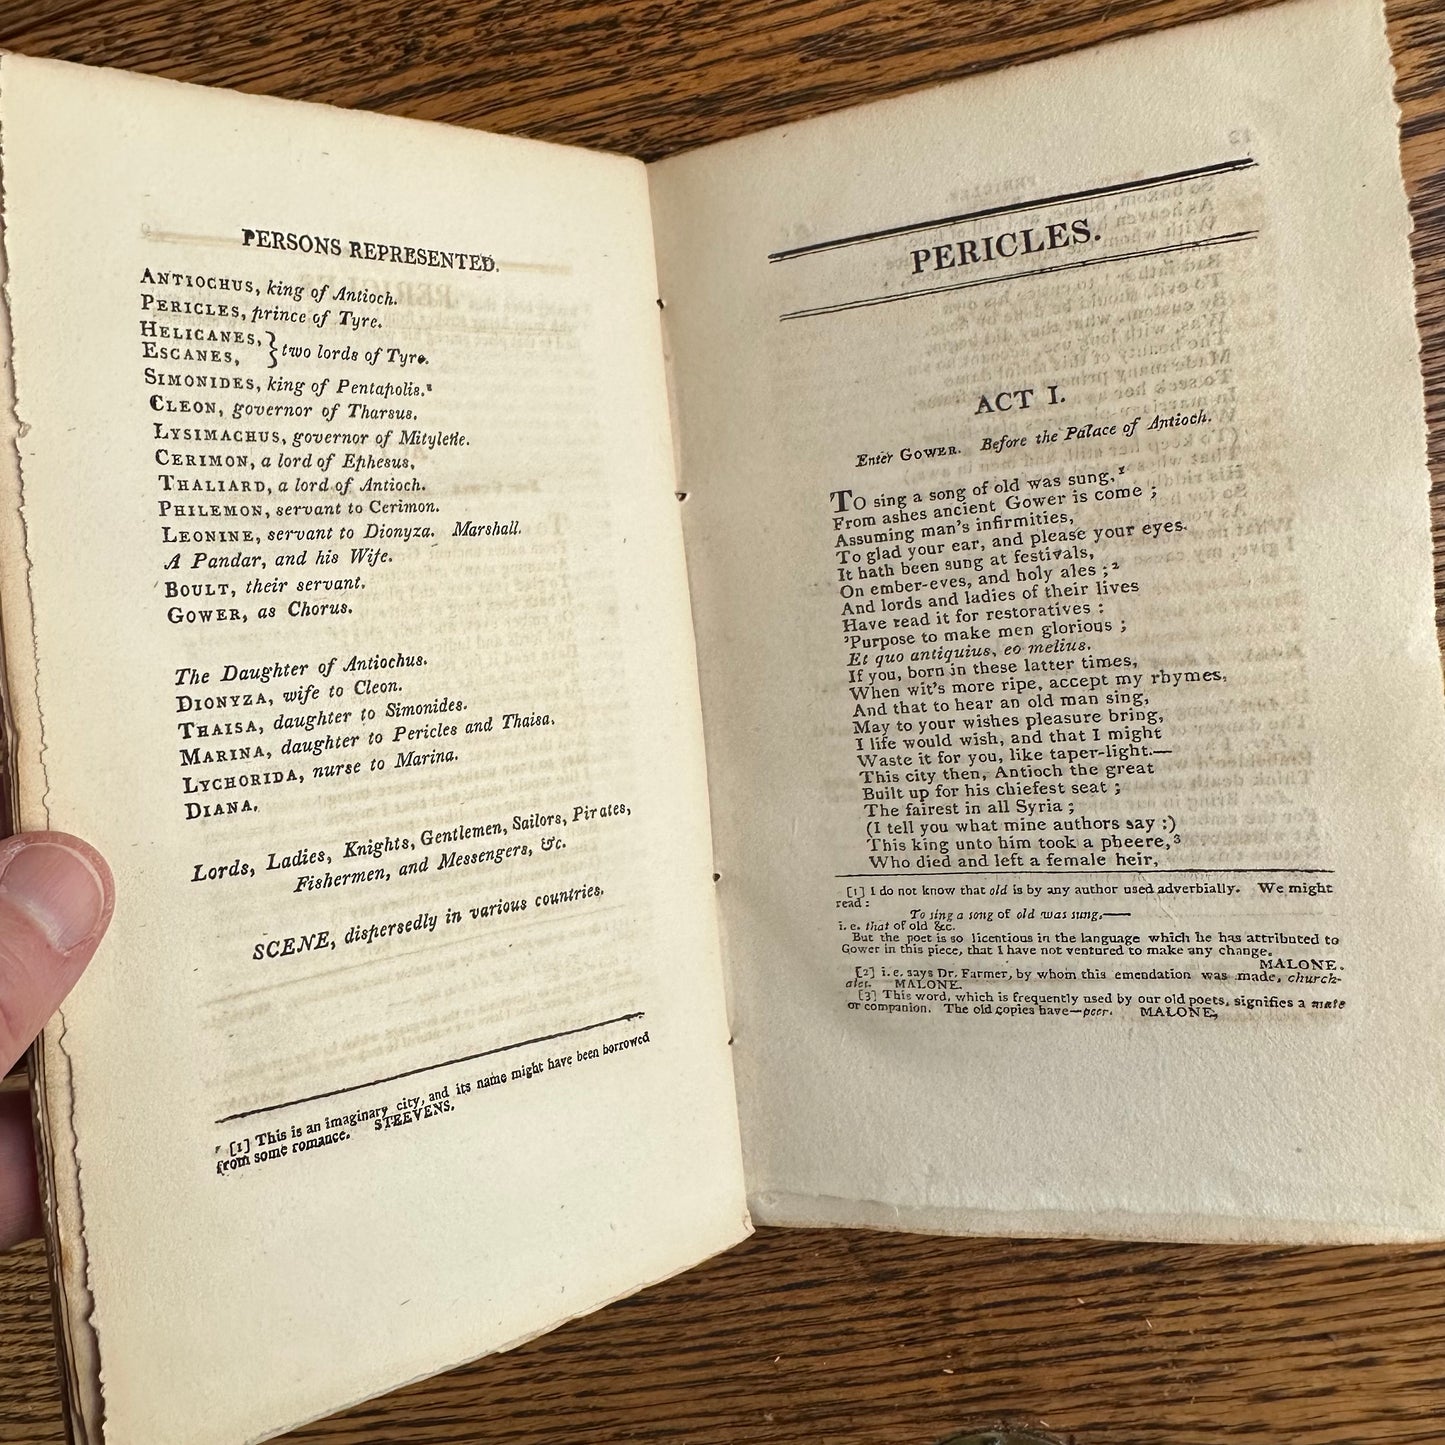 PERSONS REPRESENTED.
ANTIOCHUS, king of Antioch.
PERICLES, prince of Tyre.
HELICANES, } two lords of Tyre.
ESCANES,
SIMONIDES, king of Pentapolis.¹
CLEON, governor of Tharsus.
LYSIMACHUS, governor of Mitylene.
CERIMON, a lord of Ephesus.
THALIARD, a lord of Antioch.
PHILEMON, servant to Cerimon.
LEONINE, servant to Dionyza. Marshall.
A Pandar, and his Wife.
BOULT, their servant.
GOWER, as Chorus.
The Daughter of Antiochus.
DIONYZA, wife to Cleon.
THAISA, daughter to Simonides.
MARINA, daughter to Pericles and Thaisa.
LYCHORIDA, nurse to Marina.
DIANA.
Lords, Ladies, Knights, Gentlemen, Sailors, Pirates,
Fishermen, and Messengers, &c.
SCENE, dispersedly in various countries.
[1] This is an imaginary city, and its name might have been borrowed
from some romance. STEEVENS.
PERICLES.
ACT I.
Enter GOWER. Before the Palace of Antioch.
TO sing a song of old was sung,¹
From ashes ancient Gower is come ;
Assuming man's infirmities,
To glad your ear, and please your eyes.
It hath been sung at festivals,
On ember-eves, and holy ales ;²
And lords and ladies of their lives
Have read it for restoratives :
'Purpose to make men glorious ;
Et quo antiquius, eo melius.
If you, born in these latter times,
When wit's more ripe, accept my rhymes,
And that to hear an old man sing,
May to your wishes pleasure bring,
I life would wish, and that I might
Waste it for you, like taper-light.—
This city then, Antioch the great
Built up for his chiefest seat ;
The fairest in all Syria ;
(I tell you what mine authors say :)
This king unto him took a pheere,³
Who died and left a female heir,
[1] I do not know that old is by any author used adverbially. We might
read :
To sing a song of old was sung,—
i. e. that of old &c.
But the poet is so licentious in the language which he has attributed to
Gower in this piece, that I have not ventured to make any change.
MALONE.
[2] i. e. says Dr. Farmer, by whom this emendation was made, church-
ales. MALONE.
[3] This word, which is frequently used by our old poets, signifies a mate
or companion. The old copies have—peer. MALONE,